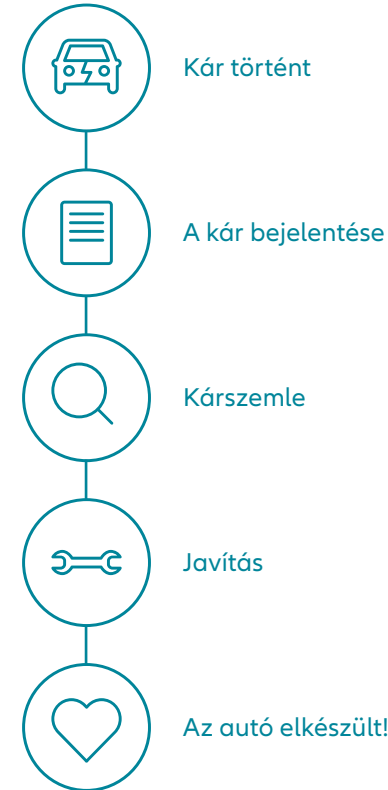 Kár történt
A kár bejelentése
Kárszemle
Javítás
Az autó elkészült!